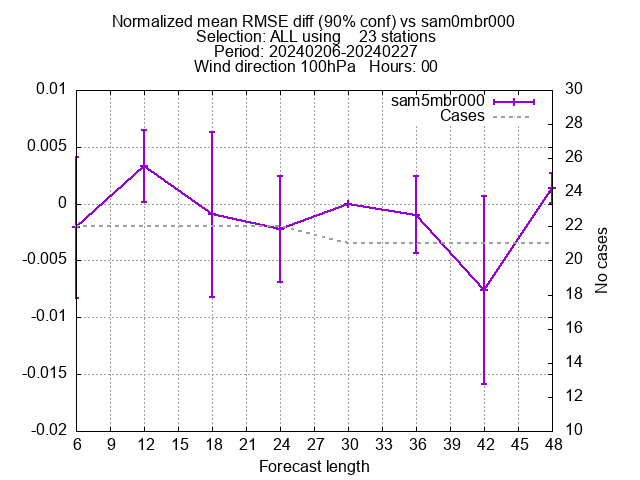 Normalized mean RMSE diff (90% conf) vs sam0mbr000
Selection: ALL using    23 stations
Period: 20240206-20240227
Wind direction 100hPa   Hours: 00
sam5mbr000
Cases
0.01
0.005
0
-0.005
-0.01
-0.015
-0.02
30
28
26
24
22
20
18
16
14
12
10
No cases
6 9 12 15 18 21 24 27 30 33 36 39 42 45 48
Forecast length